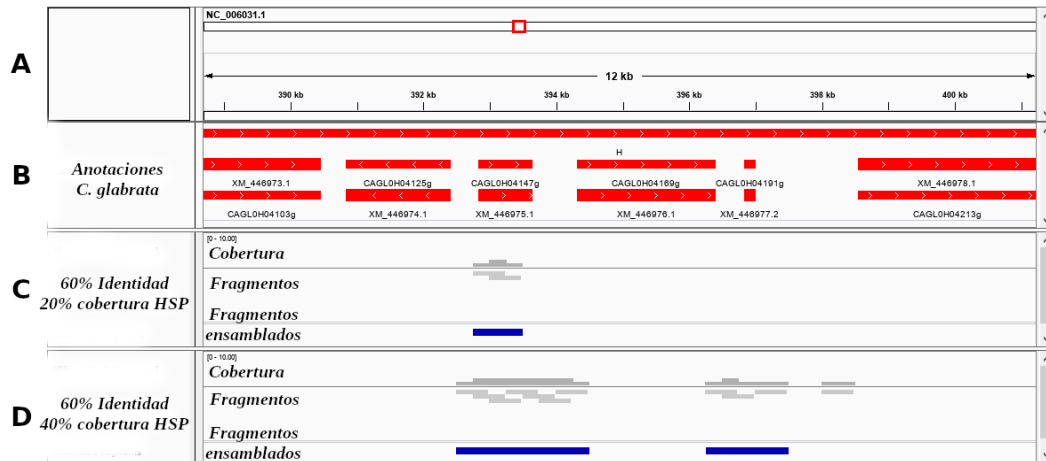 NC_006031.1
A
12 kb
390 kb 392 kb 394 kb 396 kb 398 kb 400 kb
H
B
Anotaciones
C. glabrata
XM_446973.1 CAGL0H04125g CAGL0H04147g CAGL0H04169g CAGL0H04191g XM_446978.1
CAGL0H04103g XM_446974.1 XM_446975.1 XM_446976.1 XM_446977.2 CAGL0H04213g
[0 - 10.00]
Cobertura
C
60% Identidad
20% cobertura HSP
Fragmentos
Fragmentos
ensamblados
[0 - 10.00]
Cobertura
D
60% Identidad
40% cobertura HSP
Fragmentos
Fragmentos
ensamblados